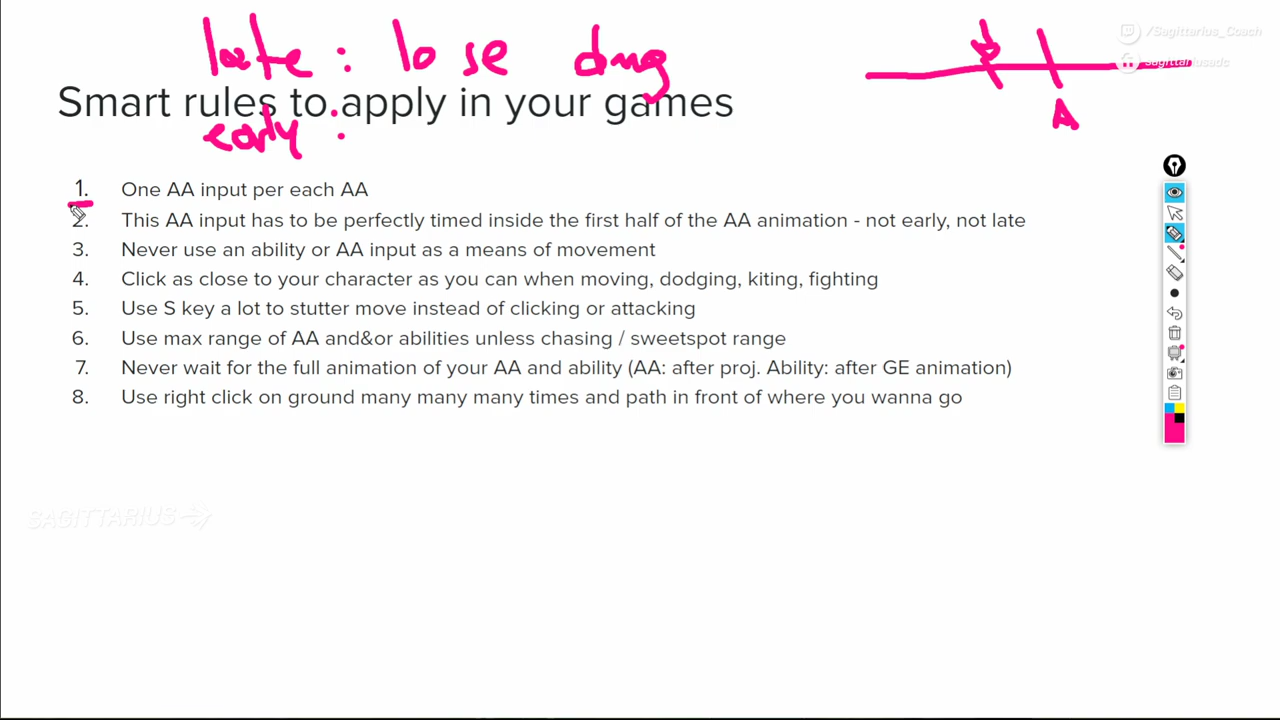 late : lose dmg
/Sagittarius_Coach
sagittariusadc
Smart rules to apply in your games
early :
A
1. One AA input per each AA
2. This AA input has to be perfectly timed inside the first half of the AA animation - not early, not late
3. Never use an ability or AA input as a means of movement
4. Click as close to your character as you can when moving, dodging, kiting, fighting
5. Use S key a lot to stutter move instead of clicking or attacking
6. Use max range of AA and&or abilities unless chasing / sweetspot range
7. Never wait for the full animation of your AA and ability (AA: after proj. Ability: after GE animation)
8. Use right click on ground many many many times and path in front of where you wanna go
SAGITTARIUS